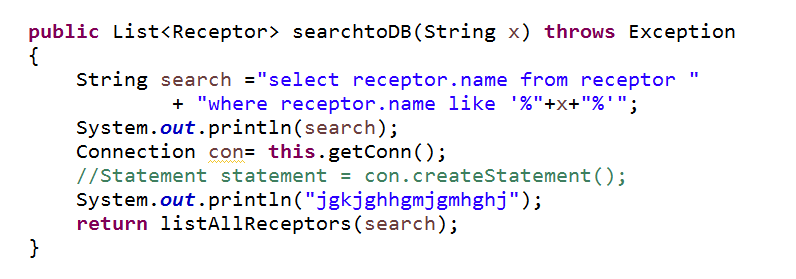 public List<Receptor> searchtoDB(String x) throws Exception
{
    String search ="select receptor.name from receptor "
            + "where receptor.name like '%"+x+"%'";
    System.out.println(search);
    Connection con= this.getConn();
    //Statement statement = con.createStatement();
    System.out.println("jgkjghhgmjgmhghj");
    return listAllReceptors(search);
}